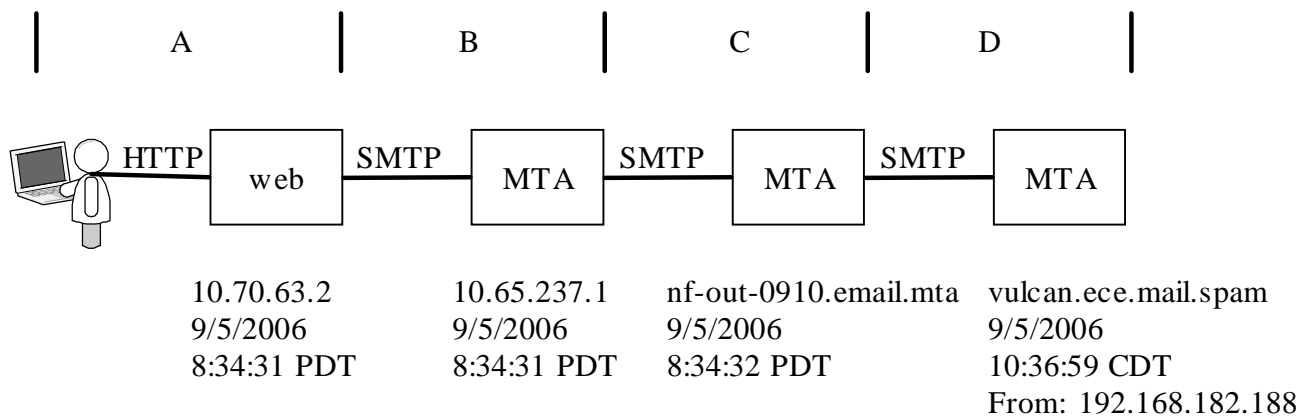 A B C D
HTTP SMTP SMTP SMTP
web MTA MTA MTA
10.70.63.2 10.65.237.1 nf-out-0910.email.mta vulcan.ece.mail.spam
9/5/2006 9/5/2006 9/5/2006 9/5/2006
8:34:31 PDT 8:34:31 PDT 8:34:32 PDT 10:36:59 CDT
From: 192.168.182.188